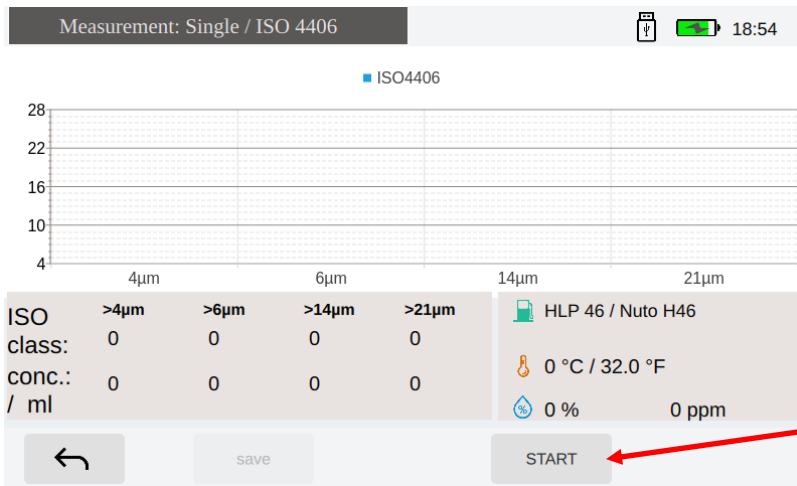 Measurement: Single / ISO 4406
18:54
ISO4406
28
22
16
10
4
4µm 6µm 14µm 21µm
ISO class: >4µm >6µm >14µm >21µm
0 0 0 0
conc.: / ml 0 0 0 0
HLP 46 / Nuto H46
0 °C / 32.0 °F
% 0 % 0 ppm
save START